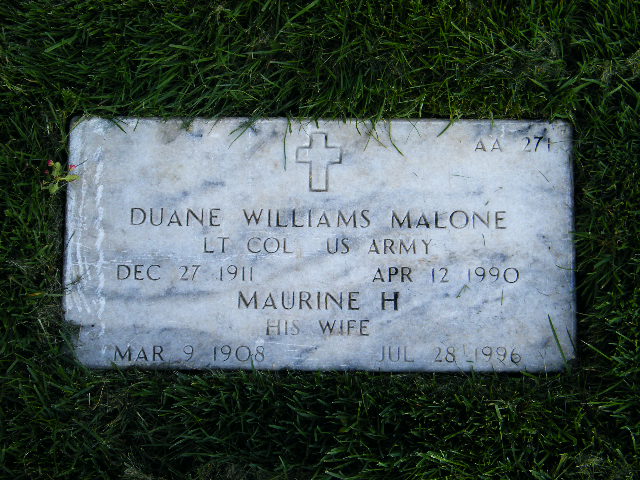 AA 271
DUANE WILLIAMS MALONE
LT COL US ARMY
DEC 27 1911 APR 12 1990
MAURINE H
HIS WIFE
MAR 9 1908 JUL 28 1996